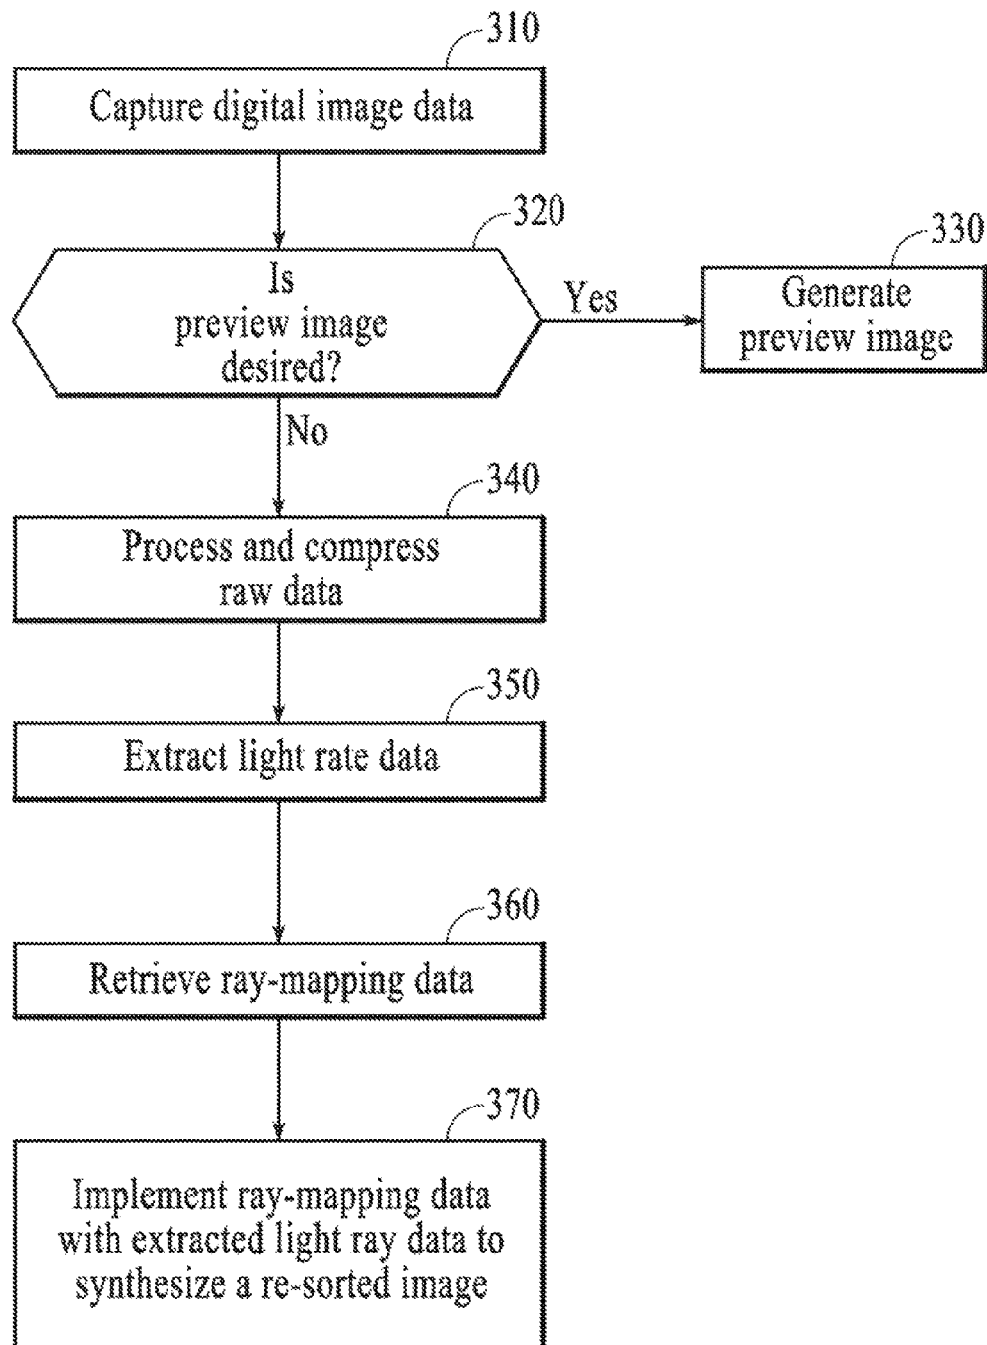 310
Capture digital image data
320
Is
preview image
desired?
Yes
330
Generate
preview image
No
340
Process and compress
raw data
350
Extract light rate data
360
Retrieve ray-mapping data
370
Implement ray-mapping data
with extracted light ray data to
synthesize a re-sorted image